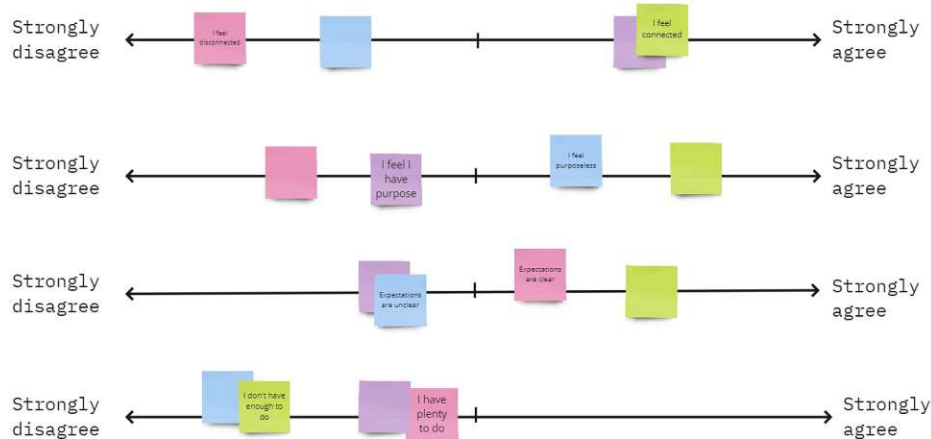 Strongly
disagree
I feel
disconnected
I feel
connected
Strongly
agree
Strongly
disagree
I feel I
have
purpose
I feel
purposeless
Strongly
agree
Strongly
disagree
Expectations
are unclear
Expectations
are clear
Strongly
agree
Strongly
disagree
I don't have
enough to
do
I have
plenty
to do
Strongly
agree